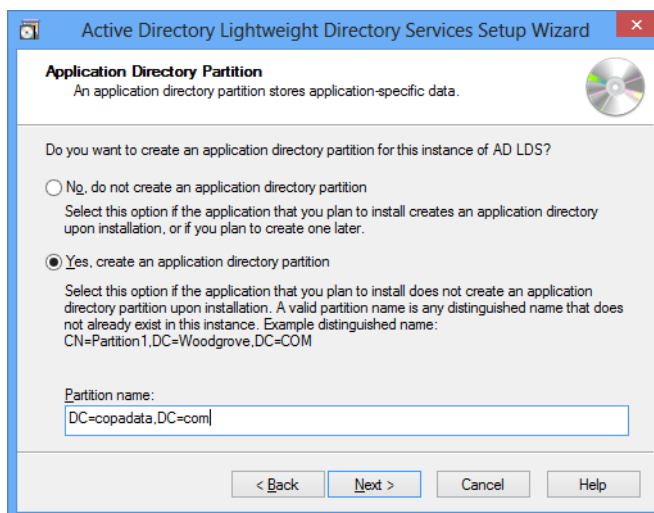 Active Directory Lightweight Directory Services Setup Wizard
Application Directory Partition
An application directory partition stores application-specific data.
Do you want to create an application directory partition for this instance of AD LDS?
No, do not create an application directory partition
Select this option if the application that you plan to install creates an application directory
upon installation, or if you plan to create one later.
Yes, create an application directory partition
Select this option if the application that you plan to install does not create an application
directory partition upon installation. A valid partition name is any distinguished name that does
not already exist in this instance. Example distinguished name:
CN=Partition1,DC=Woodgrove,DC=COM
Partition name:
DC=copadata,DC=com
< Back Next > Cancel Help